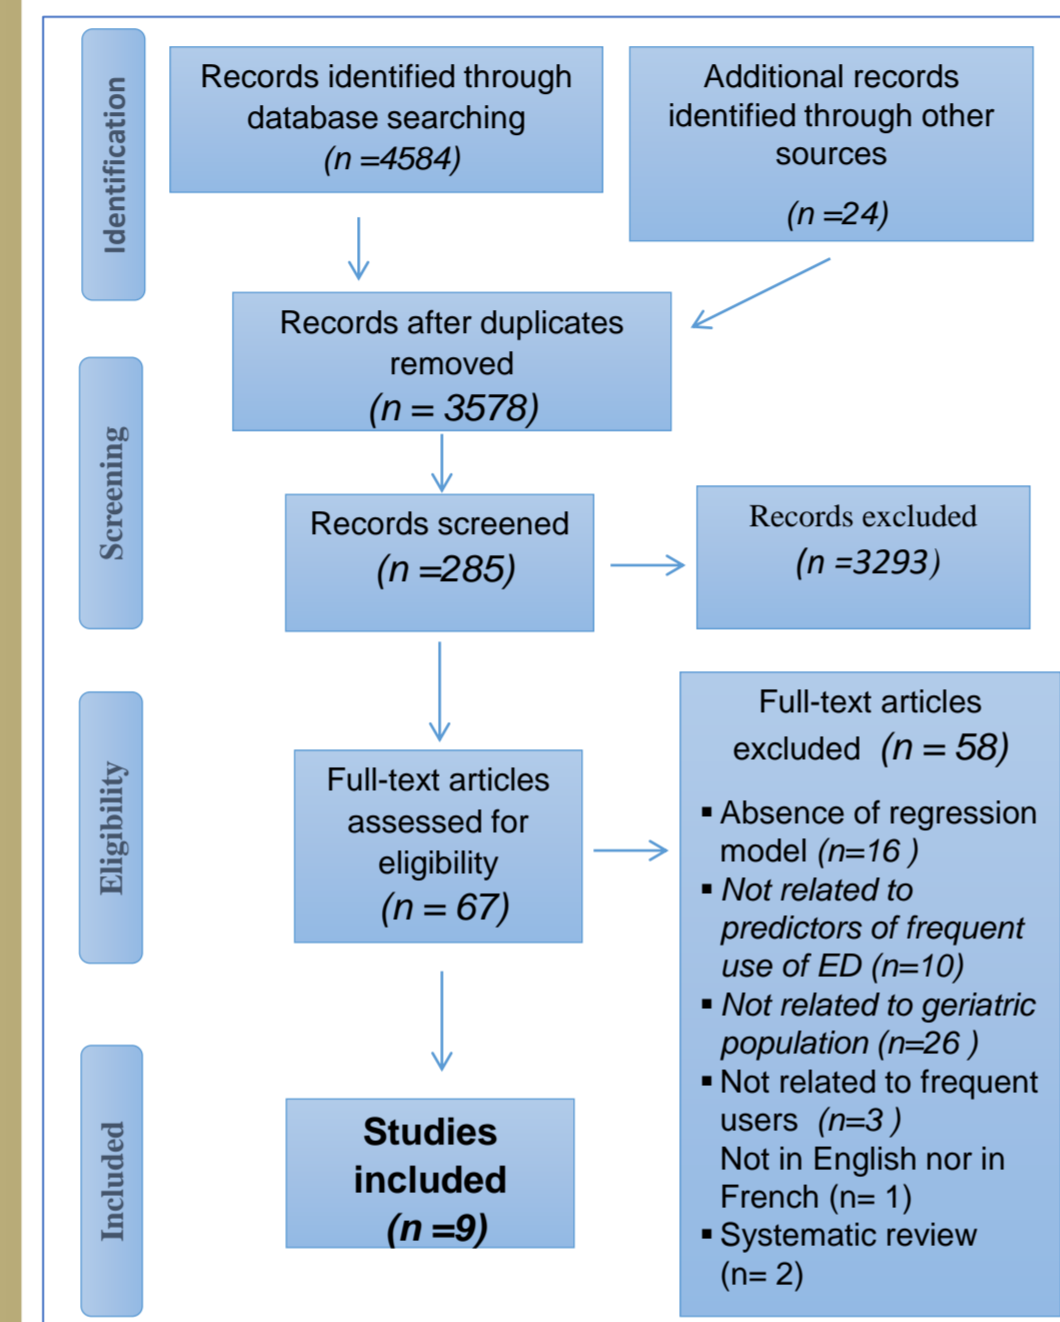 Identification
Records identified through
database searching
(n =4584)
Additional records
identified through other
sources
(n =24)
Records after duplicates
removed
(n = 3578)
Screening
Records screened
(n =285)
Records excluded
(n =3293)
Eligibility
Full-text articles
assessed for
eligibility
(n = 67)
Full-text articles
excluded (n = 58)
▪ Absence of regression
model (n=16 )
▪ Not related to
predictors of frequent
use of ED (n=10)
▪ Not related to geriatric
population (n=26 )
▪ Not related to frequent
users (n=3 )
Not in English nor in
French (n= 1)
▪ Systematic review
(n= 2)
Included
Studies
included
(n =9)